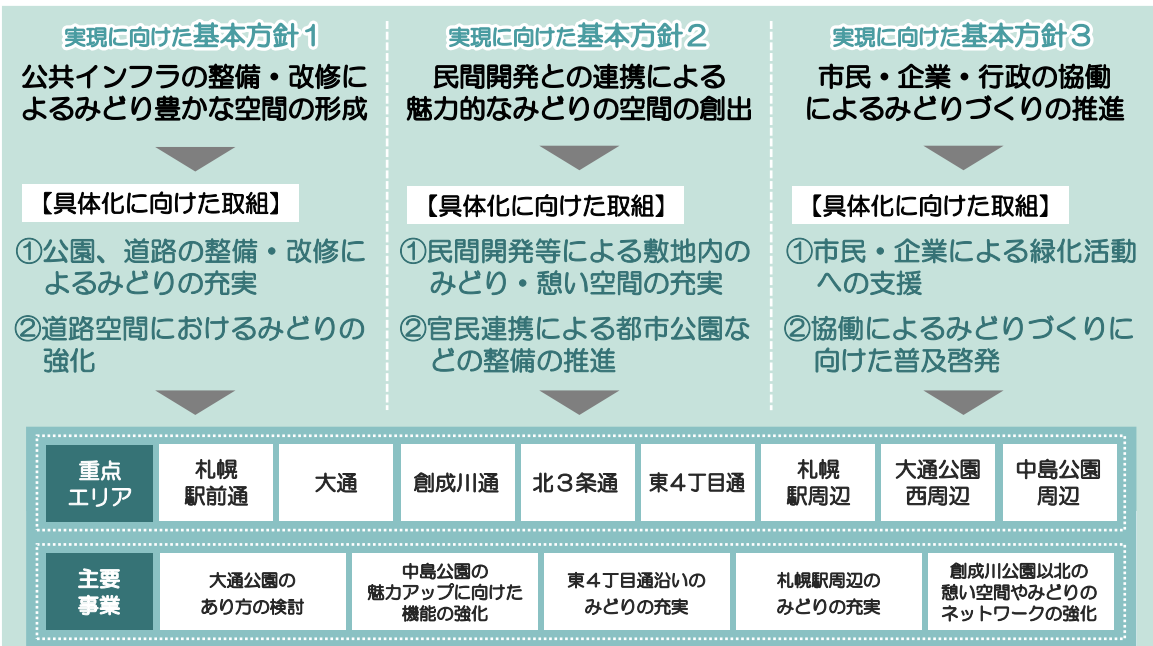 実現に向けた基本方針1
公共インフラの整備・改修に
よるみどり豊かな空間の形成
【具体化に向けた取組】
①公園、道路の整備・改修に
よるみどりの充実
②道路空間におけるみどりの
強化
実現に向けた基本方針2
民間開発との連携による
魅力的なみどりの空間の創出
【具体化に向けた取組】
①民間開発等による敷地内の
みどり・憩い空間の充実
②官民連携による都市公園な
どの整備の推進
実現に向けた基本方針3
市民・企業・行政の協働
によるみどりづくりの推進
【具体化に向けた取組】
①市民・企業による緑化活動
への支援
②協働によるみどりづくりに
向けた普及啓発
重点
エリア
札幌
駅前通
大通
創成川通
北3条通
東4丁目通
札幌
駅周辺
大通公園
西周辺
中島公園
周辺
主要
事業
大通公園の
あり方の検討
中島公園の
魅力アップに向けた
機能の強化
東4丁目通沿いの
みどりの充実
札幌駅周辺の
みどりの充実
創成川公園以北の
憩い空間やみどりの
ネットワークの強化